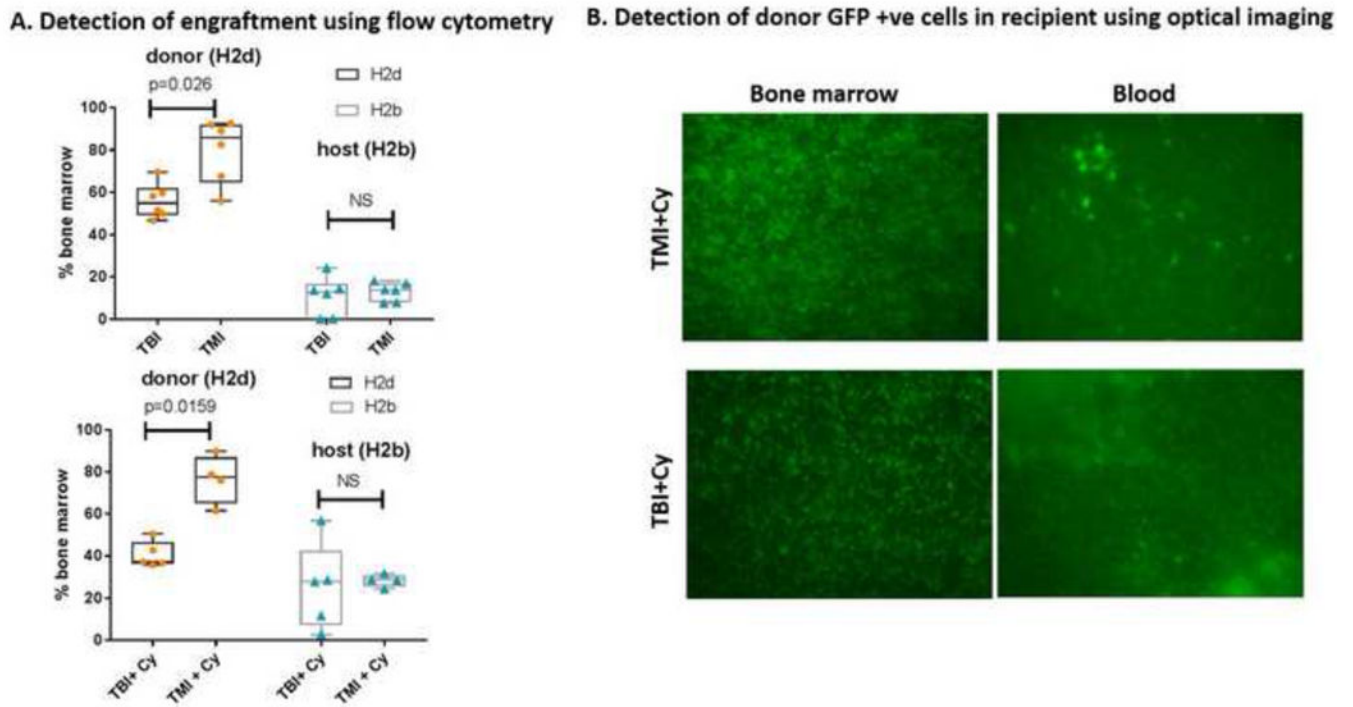 A. Detection of engraftment using flow cytometry
donor (H2d)
p=0.026
H2d
H2b
host (H2b)
NS
% bone marrow
100
80
60
40
20
0
TBI
TMI
TBI
TMI
donor (H2d)
p=0.0159
H2d
H2b
host (H2b)
NS
% bone marrow
100
80
60
40
20
0
TBI+ Cy
TMI + Cy
TBI+ Cy
TMI + Cy
B. Detection of donor GFP +ve cells in recipient using optical imaging
Bone marrow
Blood
TMI+Cy
TBI+Cy